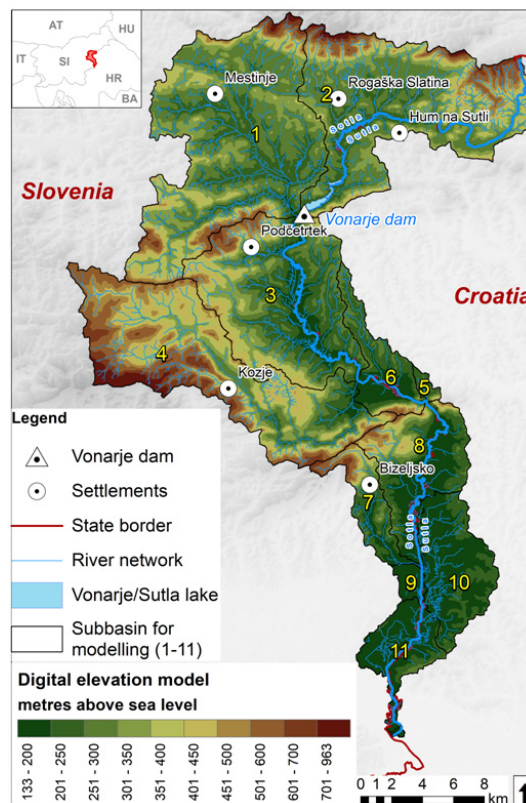 AT
HU
IT
SI
HR
BA
Mestinje
2
Rogaška Slatina
Hum na Sutli
1
Sotla
Sutla
Slovenia
Vonarje dam
Podčetrtek
Croatia
3
4
6
5
Kozje
8
Bizeljsko
7
Sotla
Sutla
9
10
11
Legend
Vonarje dam
Settlements
State border
River network
Vonarje/Sutla lake
Subbasin for
modelling (1-11)
Digital elevation model
metres above sea level
133 - 200
201 - 250
251 - 300
301 - 350
351 - 400
401 - 450
451 - 500
501 - 600
601 - 700
701 - 963
0 2 4 6 8
km
1